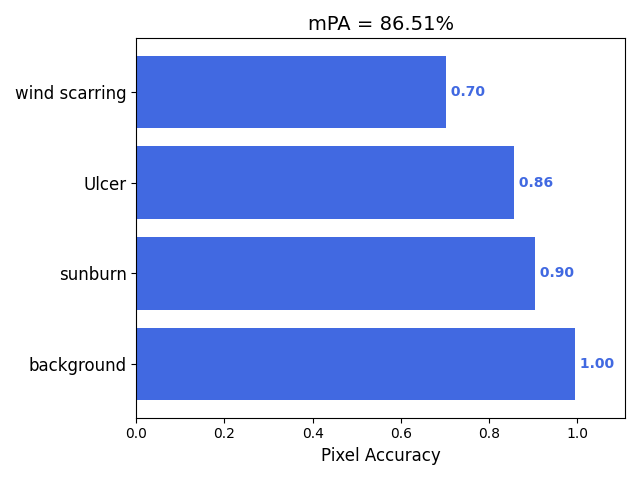 mPA = 86.51%
wind scarring
0.70
Ulcer
0.86
sunburn
0.90
background
1.00
0.0 0.2 0.4 0.6 0.8 1.0
Pixel Accuracy